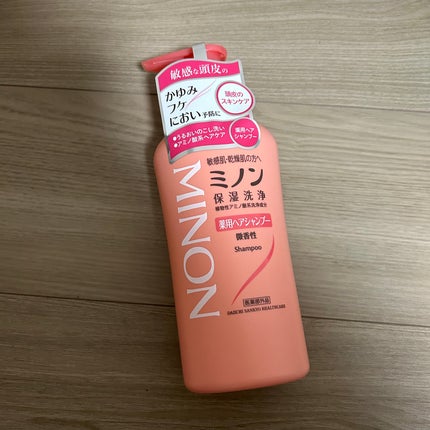 敏感な頭皮の
かゆみ
フケ
におい予防に
頭皮の
スキンケア
●うるおいのこし洗い
●アミノ酸系ヘアケア
薬用ヘア
シャンプー
MINON
敏感肌・乾燥肌の方へ
ミノン
保湿洗浄
植物性アミノ酸系洗浄成分
薬用ヘアシャンプー
微香性
Shampoo
医薬部外品
DAIICHI SANKYO HEALTHCARE